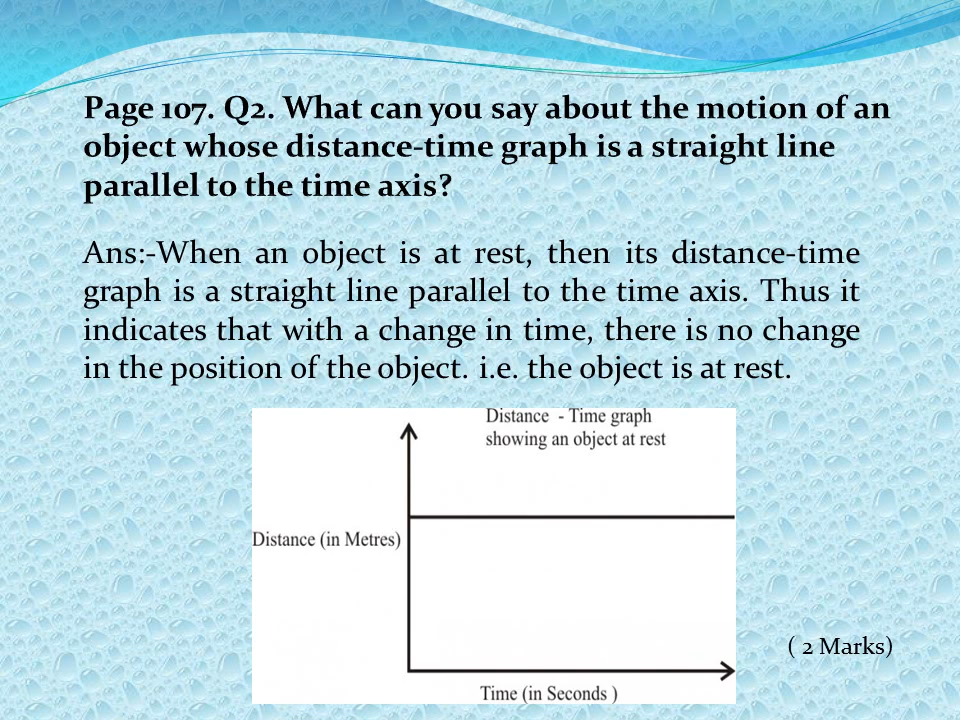 Page 107. Q2. What can you say about the motion of an
object whose distance-time graph is a straight line
parallel to the time axis?
Ans:-When an object is at rest, then its distance-time
graph is a straight line parallel to the time axis. Thus it
indicates that with a change in time, there is no change
in the position of the object. i.e. the object is at rest.
Distance - Time graph
showing an object at rest
Distance (in Metres)
Time (in Seconds )
( 2 Marks)